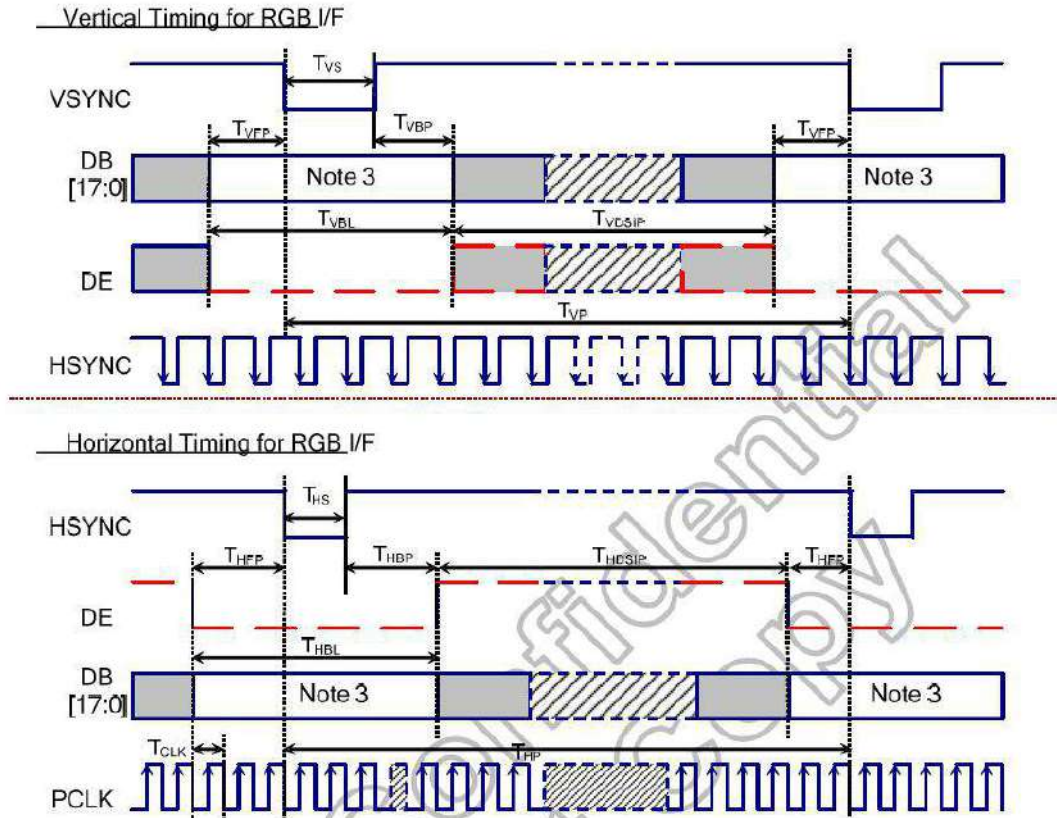 Vertical Timing for RGB I/F
TVS
VSYNC
TVFP
TVBP
TVFP
DB
[17:0]
Note 3
Note 3
TVBL
TVDSIP
DE
TVP
HSYNC
Horizontal Timing for RGB I/F
THS
HSYNC
THFP
THBP
THDSIP
THFP
DE
THBL
DB
[17:0]
Note 3
Note 3
TCLK
THP
PCLK
Confidential
Copy